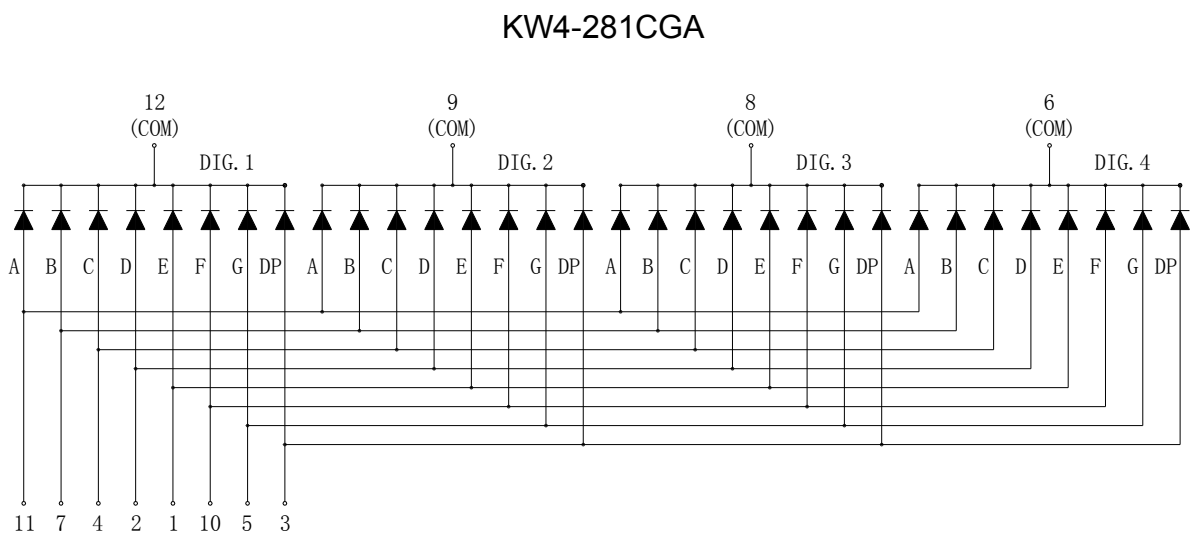 KW4-281CGA
12 9 8 6
(COM) (COM) (COM) (COM)
DIG.1 DIG.2 DIG.3 DIG.4
A B C D E F G DP A B C D E F G DP A B C D E F G DP A B C D E F G DP
11 7 4 2 1 10 5 3